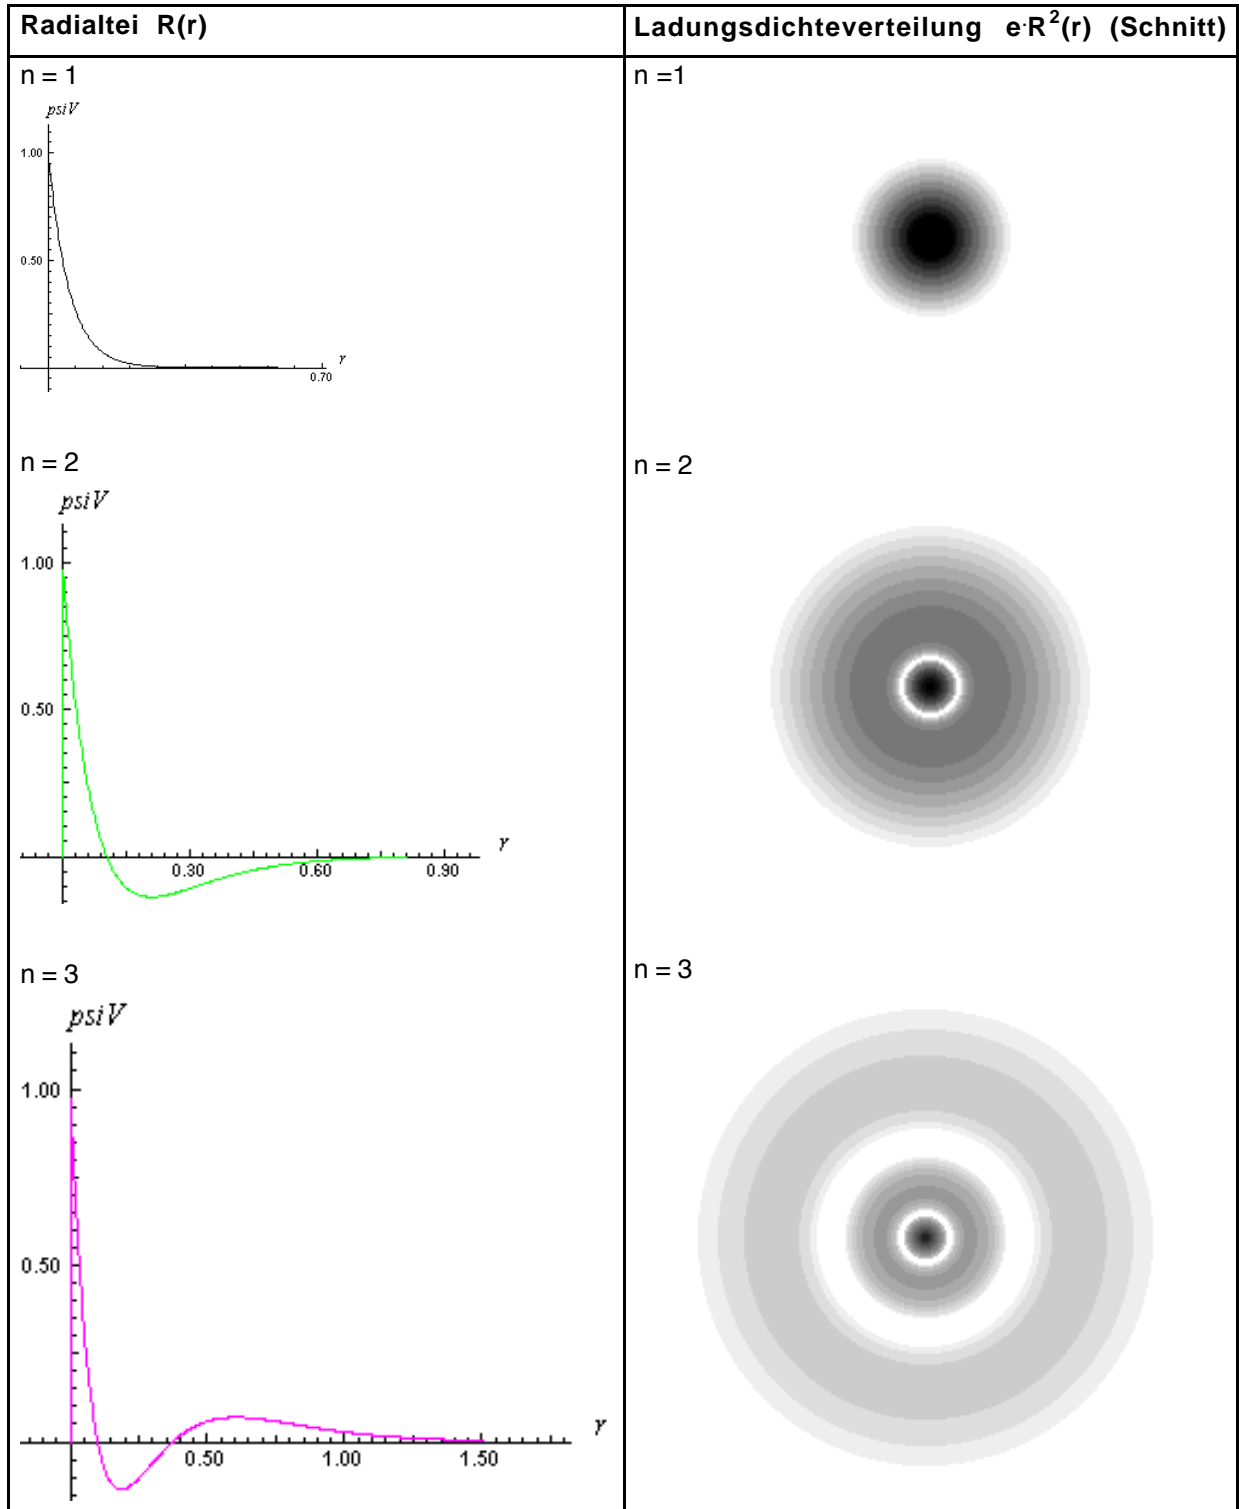 Radialtei R(r)
Ladungsdichteverteilung e·R²(r) (Schnitt)
n = 1
psiV
1.00
0.50
r
0.70
n =1
n = 2
psiV
1.00
0.50
r
0.30 0.60 0.90
n = 2
n = 3
psiV
1.00
0.50
r
0.50 1.00 1.50
n = 3